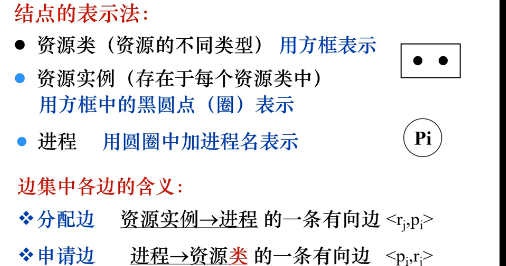 结点的表示法：
● 资源类（资源的不同类型） 用方框表示
● 资源实例（存在于每个资源类中）
用方框中的黑圆点（圈）表示
● 进程 用圆圈中加进程名表示
Pi
边集中各边的含义：
❖分配边 资源实例→进程 的一条有向边 <rj,pi>
❖申请边 进程→资源类 的一条有向边 <pi,ri>